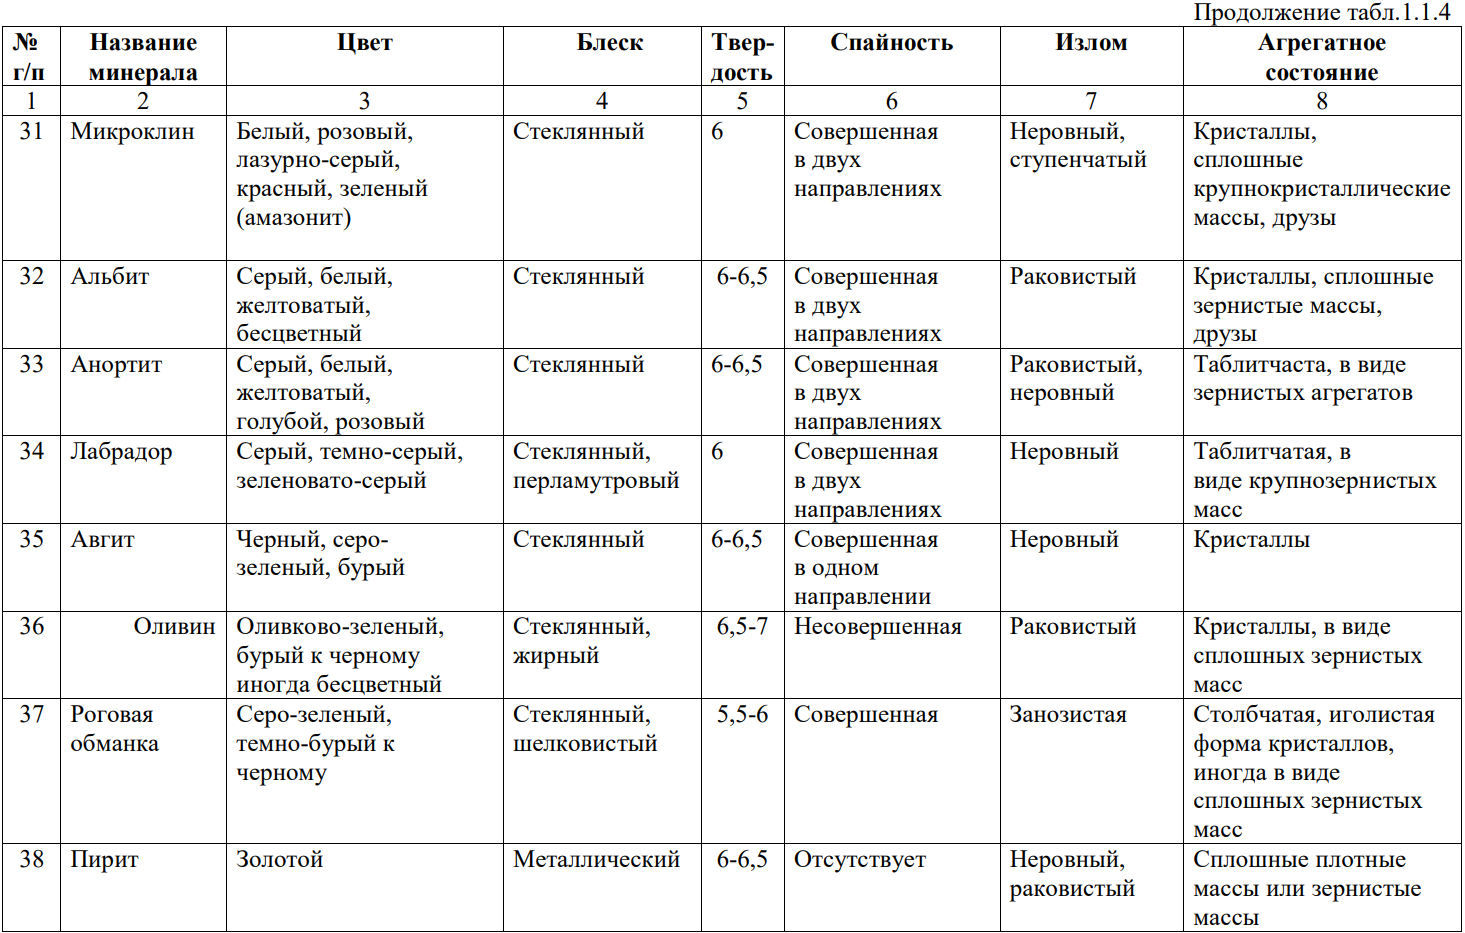 Продолжение табл.1.1.4
№ г/п Название минерала Цвет Блеск Твер-дость Спайность Излом Агрегатное состояние
1 2 3 4 5 6 7 8
31 Микроклин Белый, розовый, Стеклянный 6 Совершенная Неровный, Кристаллы,
лазурно-серый, в двух ступенчатый сплошные
красный, зеленый направлениях крупнокристаллические
(амазонит) массы, друзы
32 Альбит Серый, белый, Стеклянный 6-6,5 Совершенная Раковистый Кристаллы, сплошные
желтоватый, в двух зернистые массы,
бесцветный направлениях друзы
33 Анортит Серый, белый, Стеклянный 6-6,5 Совершенная Раковистый, Таблитчаста, в виде
желтоватый, в двух неровный зернистых агрегатов
голубой, розовый направлениях
34 Лабрадор Серый, темно-серый, Стеклянный, 6 Совершенная Неровный Таблитчатая, в
зеленовато-серый перламутровый в двух виде крупнозернистых
направлениях масс
35 Авгит Черный, серо- Стеклянный 6-6,5 Совершенная Неровный Кристаллы
зеленый, бурый в одном
направлении
36 Оливин Оливково-зеленый, Стеклянный, 6,5-7 Несовершенная Раковистый Кристаллы, в виде
бурый к черному жирный сплошных зернистых
иногда бесцветный масс
37 Роговая Серо-зеленый, Стеклянный, 5,5-6 Совершенная Занозистая Столбчатая, иголистая
обманка темно-бурый к шелковистый форма кристаллов,
черному иногда в виде
сплошных зернистых
масс
38 Пирит Золотой Металлический 6-6,5 Отсутствует Неровный, Сплошные плотные
раковистый массы или зернистые
массы